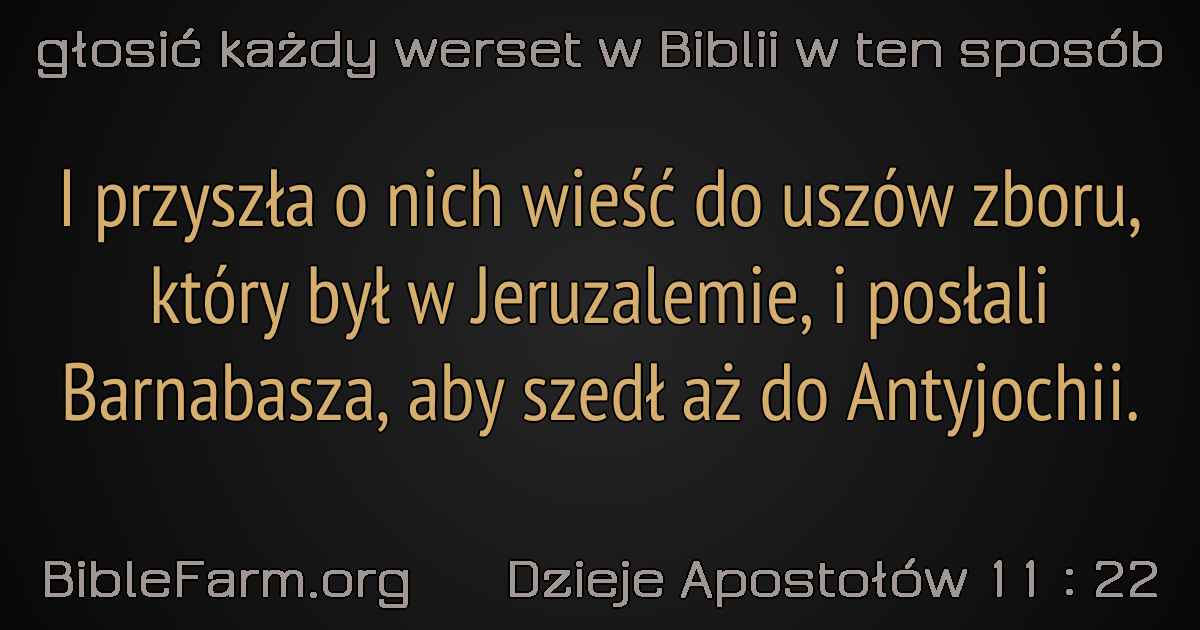 głosić każdy werset w Biblii w ten sposób
I przyszła o nich wieść do uszów zboru,
który był w Jeruzalemie, i posłali
Barnabasza, aby szedł aż do Antyjochii.
BibleFarm.org Dzieje Apostołów 11 : 22